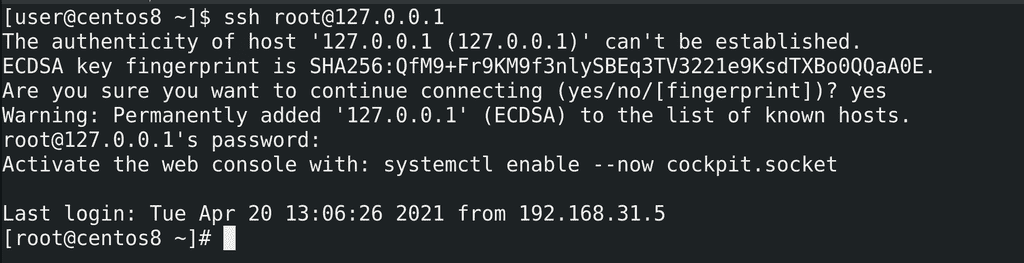 [user@centos8 ~]$ ssh root@127.0.0.1
The authenticity of host '127.0.0.1 (127.0.0.1)' can't be established.
ECDSA key fingerprint is SHA256:QfM9+Fr9KM9f3nlySBEq3TV3221e9KsdTXBo0QQaA0E.
Are you sure you want to continue connecting (yes/no/[fingerprint])? yes
Warning: Permanently added '127.0.0.1' (ECDSA) to the list of known hosts.
root@127.0.0.1's password:
Activate the web console with: systemctl enable --now cockpit.socket

Last login: Tue Apr 20 13:06:26 2021 from 192.168.31.5
[root@centos8 ~]#